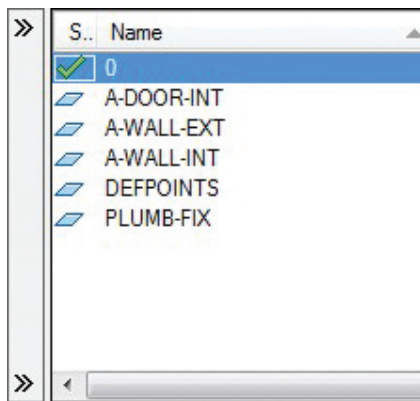 S.. Name
0
A-DOOR-INT
A-WALL-EXT
A-WALL-INT
DEFPOINTS
PLUMB-FIX